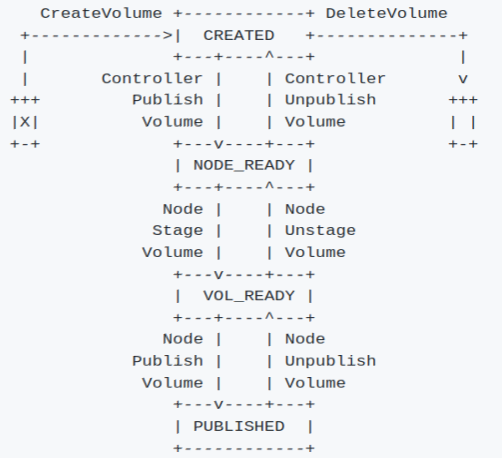 CreateVolume +------------+ DeleteVolume
 +------------->|  CREATED   +--------------+
 |              +---+----^---+              |
 |       Controller |    | Controller       v
+++         Publish |    | Unpublish       +++
|X|          Volume |    | Volume          | |
+-+             +---v----+---+             +-+
                | NODE_READY |
                +---+----^---+
               Node |    | Node
              Stage |    | Unstage
             Volume |    | Volume
                +---v----+---+
                |  VOL_READY |
                +---+----^---+
               Node |    | Node
            Publish |    | Unpublish
             Volume |    | Volume
                +---v----+---+
                | PUBLISHED  |
                +------------+